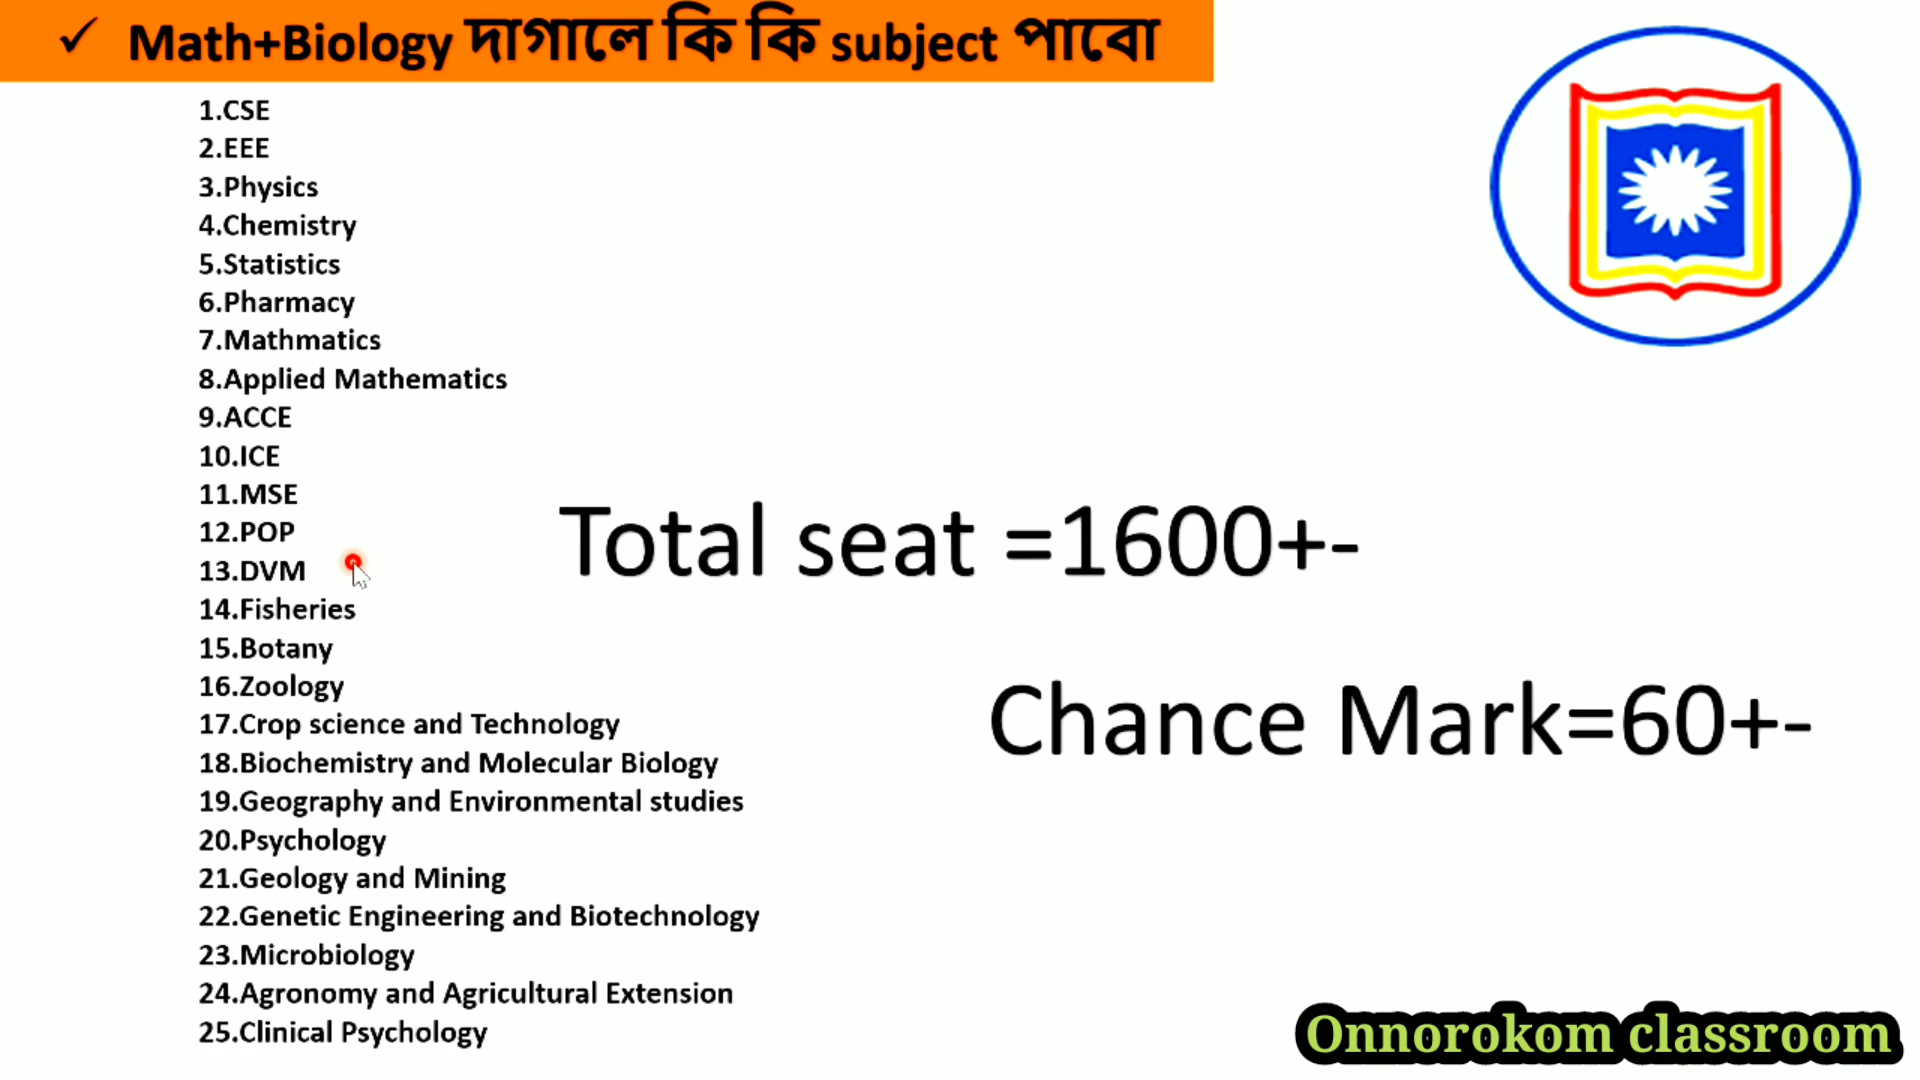 ✓ Math+Biology দাগালে কি কি subject পাবো
1.CSE
2.EEE
3.Physics
4.Chemistry
5.Statistics
6.Pharmacy
7.Mathmatics
8.Applied Mathematics
9.ACCE
10.ICE
11.MSE
12.POP
13.DVM
14.Fisheries
15.Botany
16.Zoology
17.Crop science and Technology
18.Biochemistry and Molecular Biology
19.Geography and Environmental studies
20.Psychology
21.Geology and Mining
22.Genetic Engineering and Biotechnology
23.Microbiology
24.Agronomy and Agricultural Extension
25.Clinical Psychology
Total seat =1600+-
Chance Mark=60+-
Onnorokom classroom